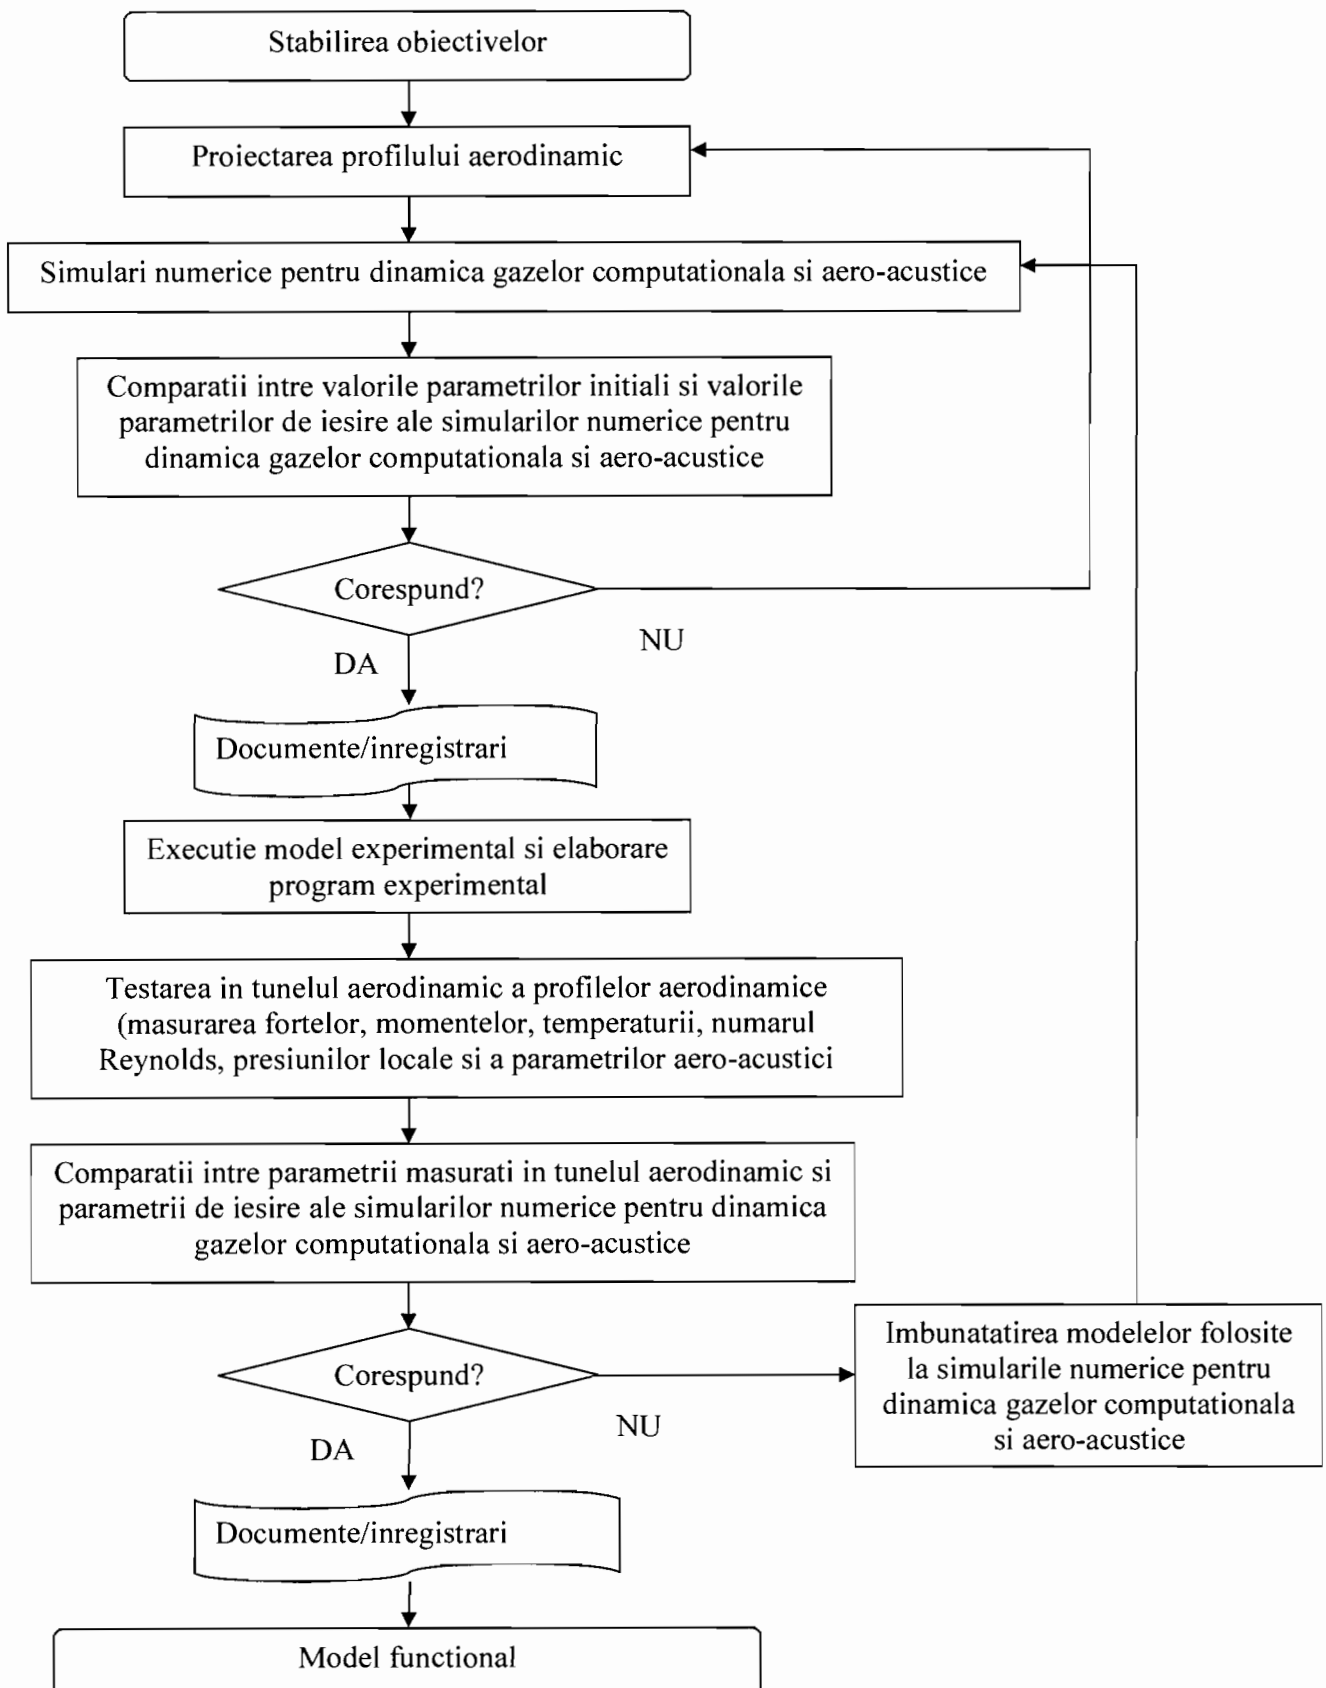 Stabilirea obiectivelor
Proiectarea profilului aerodinamic
Simulari numerice pentru dinamica gazelor computationala si aero-acustice
Comparatii intre valorile parametrilor initiali si valorile
parametrilor de iesire ale simularilor numerice pentru
dinamica gazelor computationala si aero-acustice
Corespund?
NU
DA
Documente/inregistrari
Executie model experimental si elaborare
program experimental
Testarea in tunelul aerodinamic a profilelor aerodinamice
(masurarea fortelor, momentelor, temperaturii, numarul
Reynolds, presiunilor locale si a parametrilor aero-acustici
Comparatii intre parametrii masurati in tunelul aerodinamic si
parametrii de iesire ale simularilor numerice pentru dinamica
gazelor computationala si aero-acustice
Corespund?
NU
Imbunatatirea modelelor folosite
la simularile numerice pentru
dinamica gazelor computationala
si aero-acustice
DA
Documente/inregistrari
Model functional